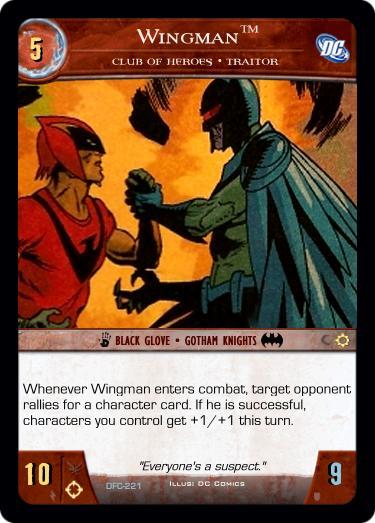 5
WINGMAN™
DC
CLUB OF HEROES • TRAITOR
BLACK GLOVE • GOTHAM KNIGHTS
Whenever Wingman enters combat, target opponent
rallies for a character card. If he is successful,
characters you control get +1/+1 this turn.
"Everyone's a suspect."
10
DFC-221
ILLUS: DC COMICS
9